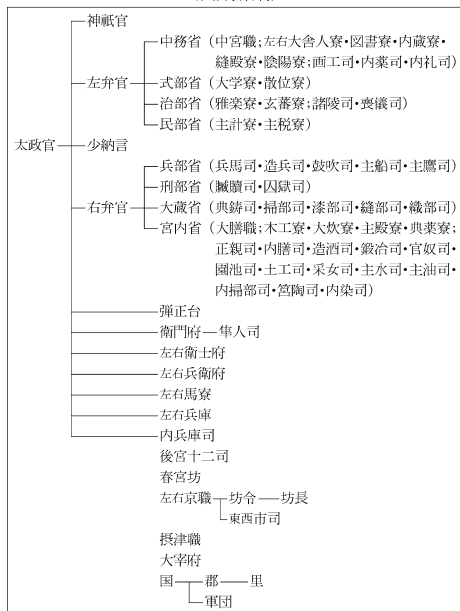 神祇官
中務省(中宮職;左右大舎人寮・図書寮・内蔵寮・
縫殿寮・陰陽寮;画工司・内薬司・内礼司)
左弁官
式部省(大学寮・散位寮)
治部省(雅楽寮・玄蕃寮;諸陵司・喪儀司)
民部省(主計寮・主税寮)
太政官
少納言
兵部省(兵馬司・造兵司・鼓吹司・主船司・主鷹司)
刑部省(贓贖司・囚獄司)
右弁官
大蔵省(典鋳司・掃部司・漆部司・縫部司・織部司)
宮内省(大膳職;木工寮・大炊寮・主殿寮・典薬寮;
正親司・内膳司・造酒司・鍛冶司・官奴司・
園池司・土工司・采女司・主水司・主油司・
内掃部司・筥陶司・内染司)
弾正台
衛門府 隼人司
左右衛士府
左右兵衛府
左右馬寮
左右兵庫
内兵庫司
後宮十二司
春宮坊
左右京職 坊令 坊長
東西市司
摂津職
大宰府
国 郡 里
軍団